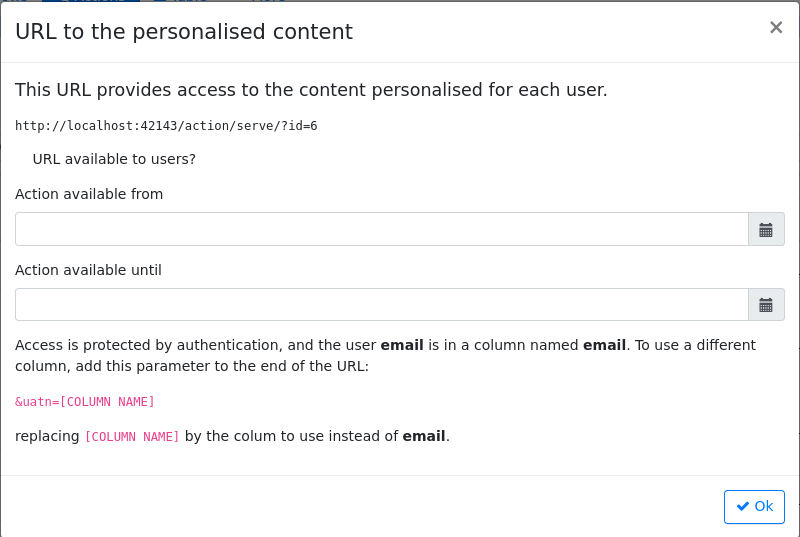 URL to the personalised content
×
This URL provides access to the content personalised for each user.
http://localhost:42143/action/serve/?id=6
URL available to users?
Action available from
Action available until
Access is protected by authentication, and the user email is in a column named email. To use a different
column, add this parameter to the end of the URL:
&uatn=[COLUMN NAME]
replacing [COLUMN NAME] by the colum to use instead of email.
Ok